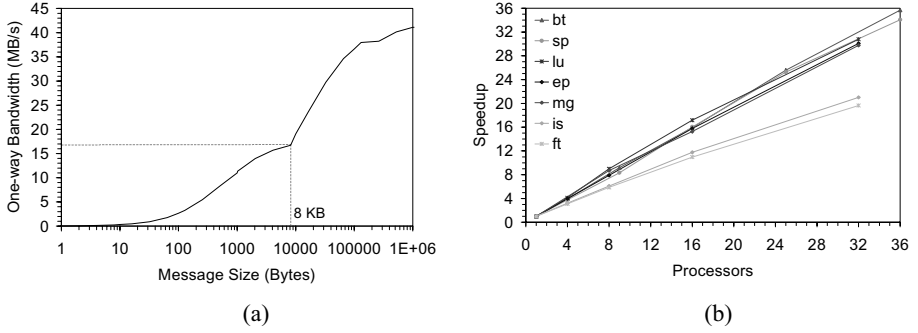 45
40
35
30
25
20
15
10
5
0
One-way Bandwidth (MB/s)
8 KB
1 10 100 1000 10000 100000 1E+06
Message Size (Bytes)
(a)
36
32
28
24
20
16
12
8
4
0
Speedup
bt
sp
lu
ep
mg
is
ft
0 4 8 12 16 20 24 28 32 36
Processors
(b)